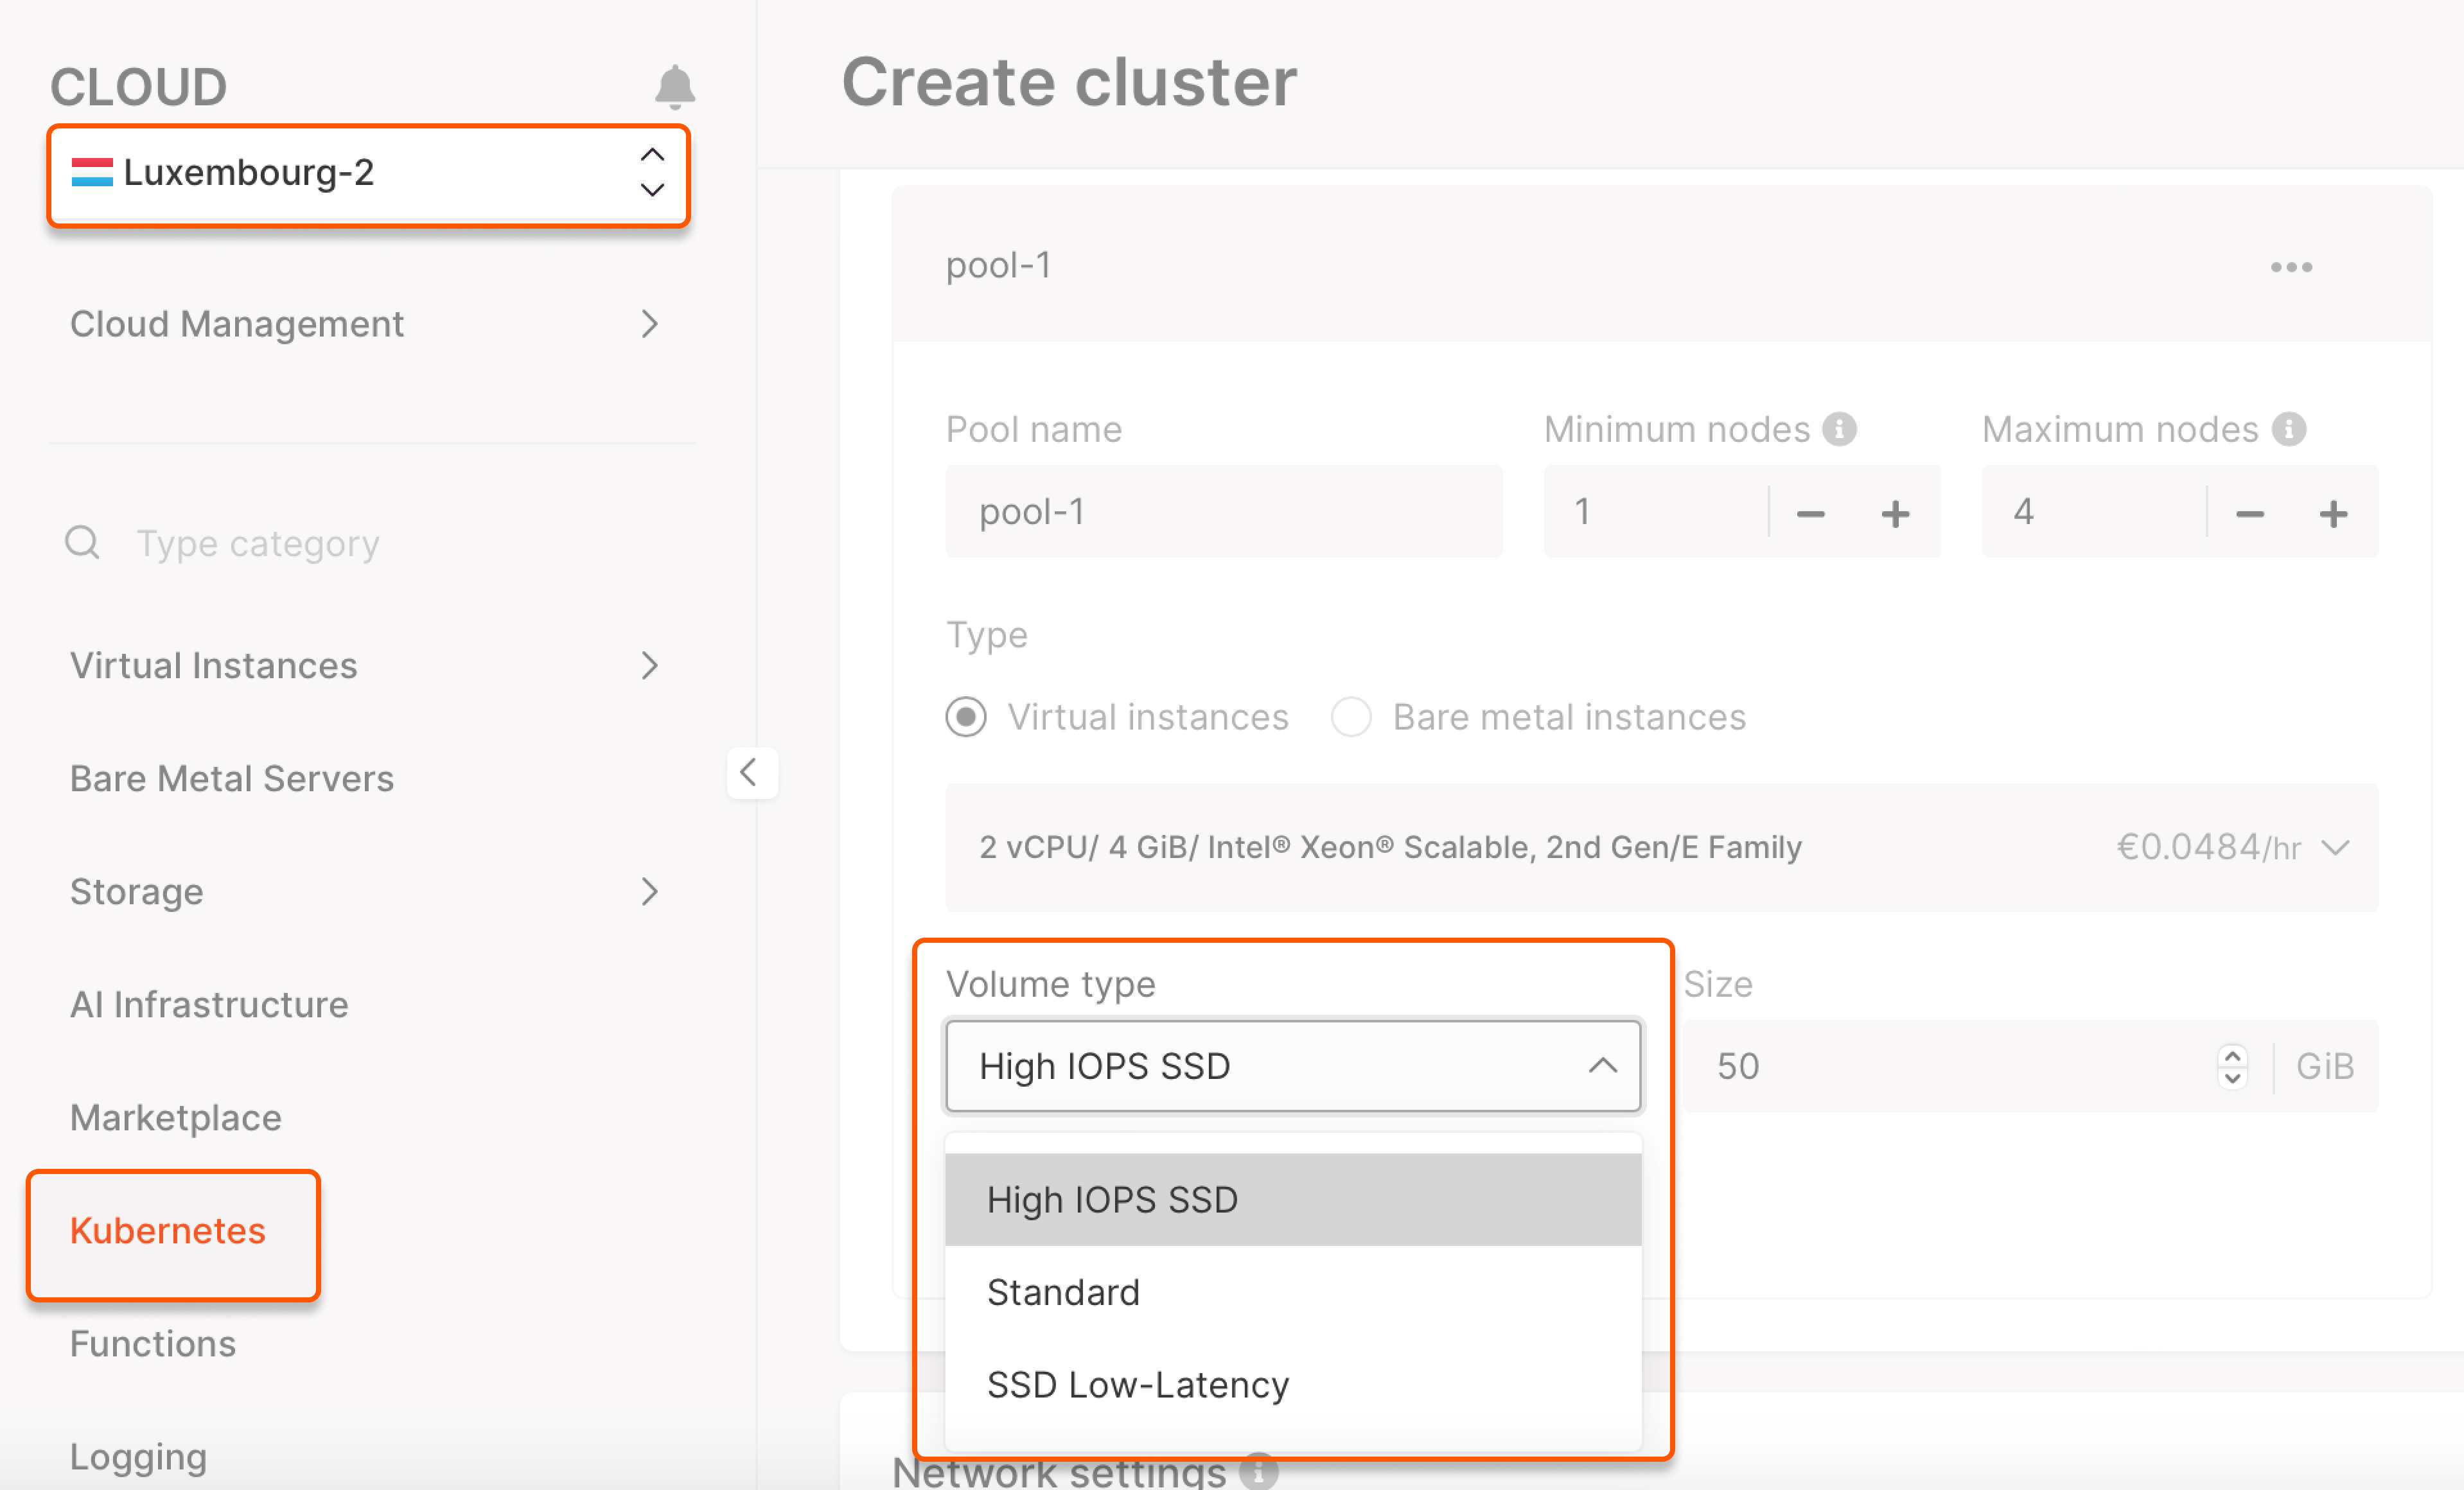 CLOUD
Luxembourg-2
Cloud Management
Type category
Virtual Instances
Bare Metal Servers
Storage
AI Infrastructure
Marketplace
Kubernetes
Functions
Logging
Create cluster
pool-1
Pool name
Minimum nodes
Maximum nodes
pool-1
1
4
Type
Virtual instances
Bare metal instances
2 vCPU/ 4 GiB/ Intel® Xeon® Scalable, 2nd Gen/E Family
€0.0484/hr
Volume type
Size
High IOPS SSD
50
GiB
High IOPS SSD
Standard
SSD Low-Latency
Network settings